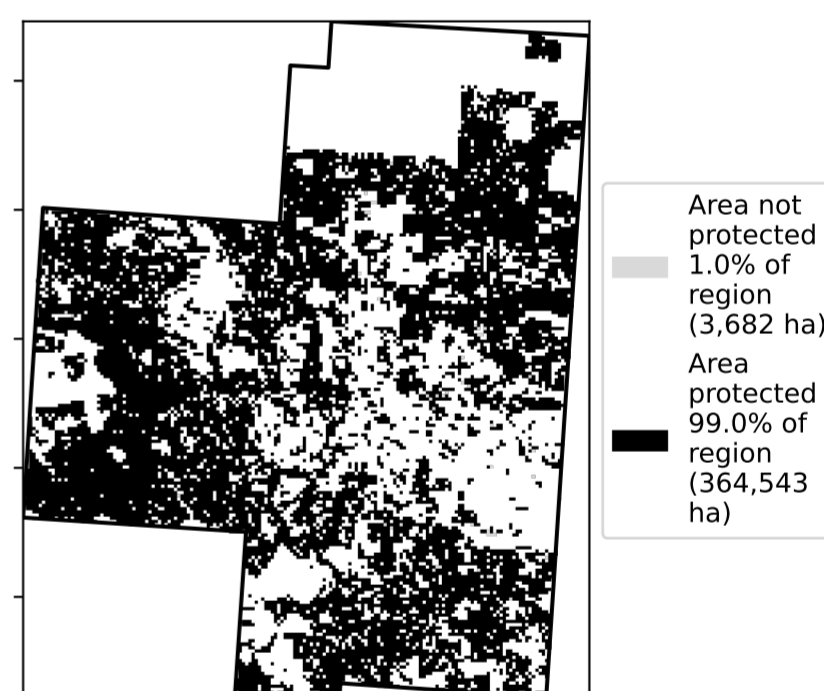 Area not
protected
1.0% of
region
(3,682 ha)
Area
protected
99.0% of
region
(364,543
ha)